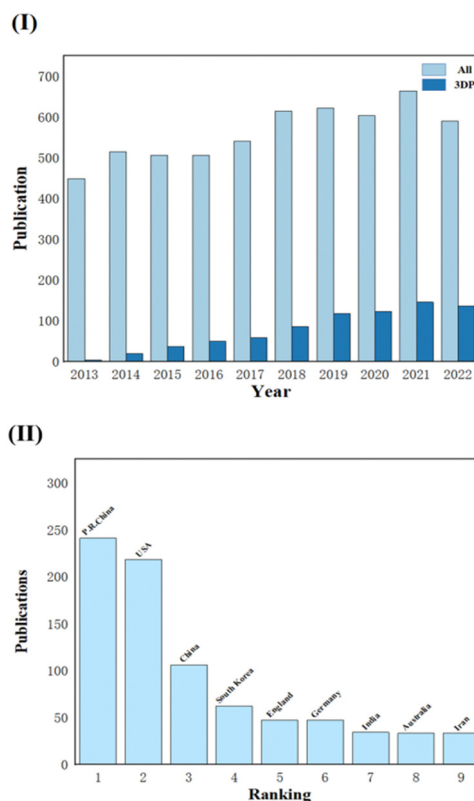 (I)
All
3DP
700
600
500
400
300
200
100
0
Publication
2013 2014 2015 2016 2017 2018 2019 2020 2021 2022
Year
(II)
300
250
200
150
100
50
0
Publications
P.R.China
USA
China
South Korea
England
Germany
India
Australia
Iran
1 2 3 4 5 6 7 8 9
Ranking